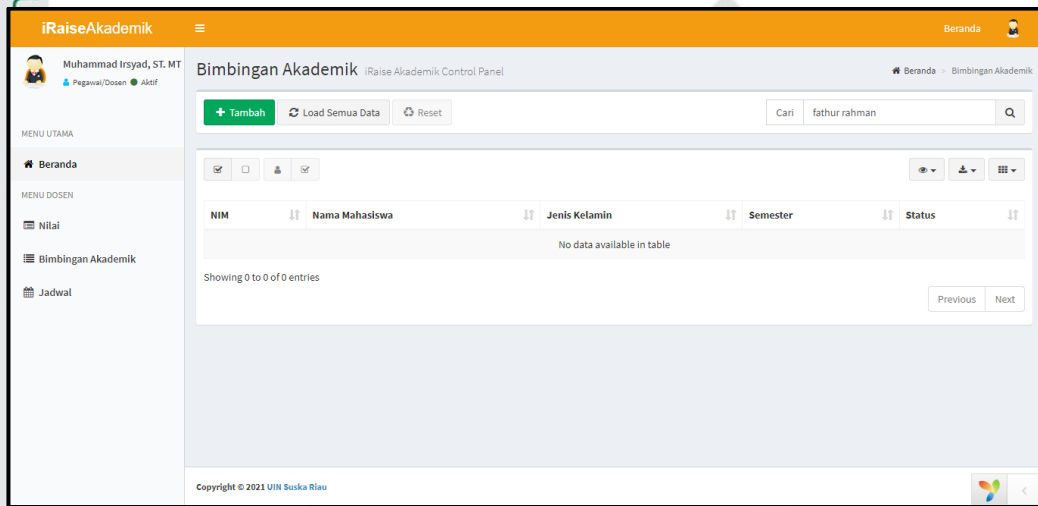 iRaiseAkademik
Beranda
Muhammad Irsyad, ST. MT
Pegawai/Dosen Aktif
MENU UTAMA
Beranda
MENU DOSEN
Nilai
Bimbingan Akademik
Jadwal
Bimbingan Akademik iRaise Akademik Control Panel
Beranda > Bimbingan Akademik
+ Tambah Load Semua Data Reset
Cari fathur rahman
NIM Nama Mahasiswa Jenis Kelamin Semester Status
No data available in table
Showing 0 to 0 of 0 entries
Previous Next
Copyright © 2021 UIN Suska Riau